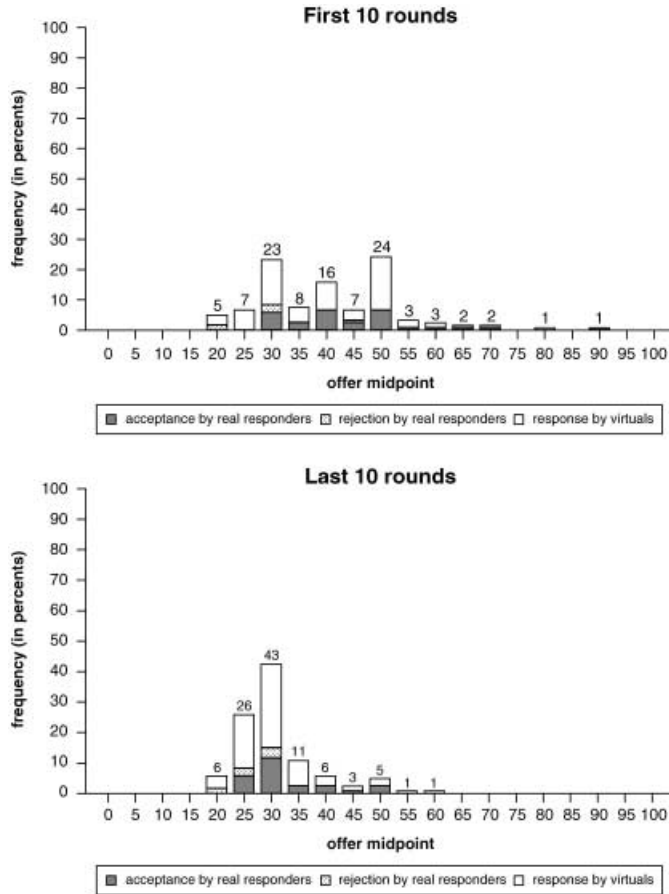 First 10 rounds
100
90
80
70
60
50
40
30
20
10
0
frequency (in percents)
5 7 23 8 16 7 24 3 3 2 2 1 1
0 5 10 15 20 25 30 35 40 45 50 55 60 65 70 75 80 85 90 95 100
offer midpoint
acceptance by real responders rejection by real responders response by virtuals
Last 10 rounds
100
90
80
70
60
50
40
30
20
10
0
frequency (in percents)
6 26 43 11 6 3 5 1 1
0 5 10 15 20 25 30 35 40 45 50 55 60 65 70 75 80 85 90 95 100
offer midpoint
acceptance by real responders rejection by real responders response by virtuals